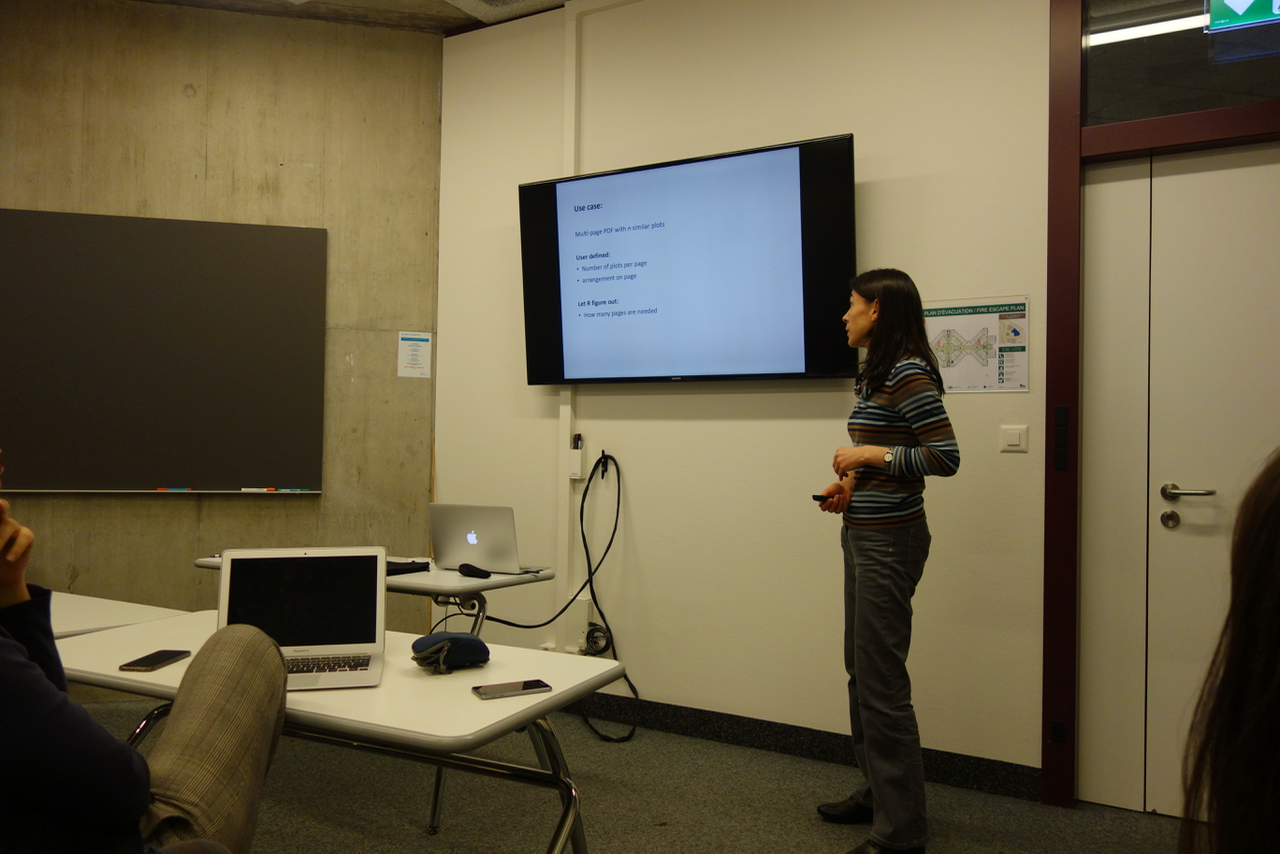 Use case:
Multi-page PDF with n similar plots
User defined:
• Number of plots per page
• arrangement on page
Let R figure out:
• How many pages are needed
PLAN D'ÉVACUATION / FIRE ESCAPE PLAN